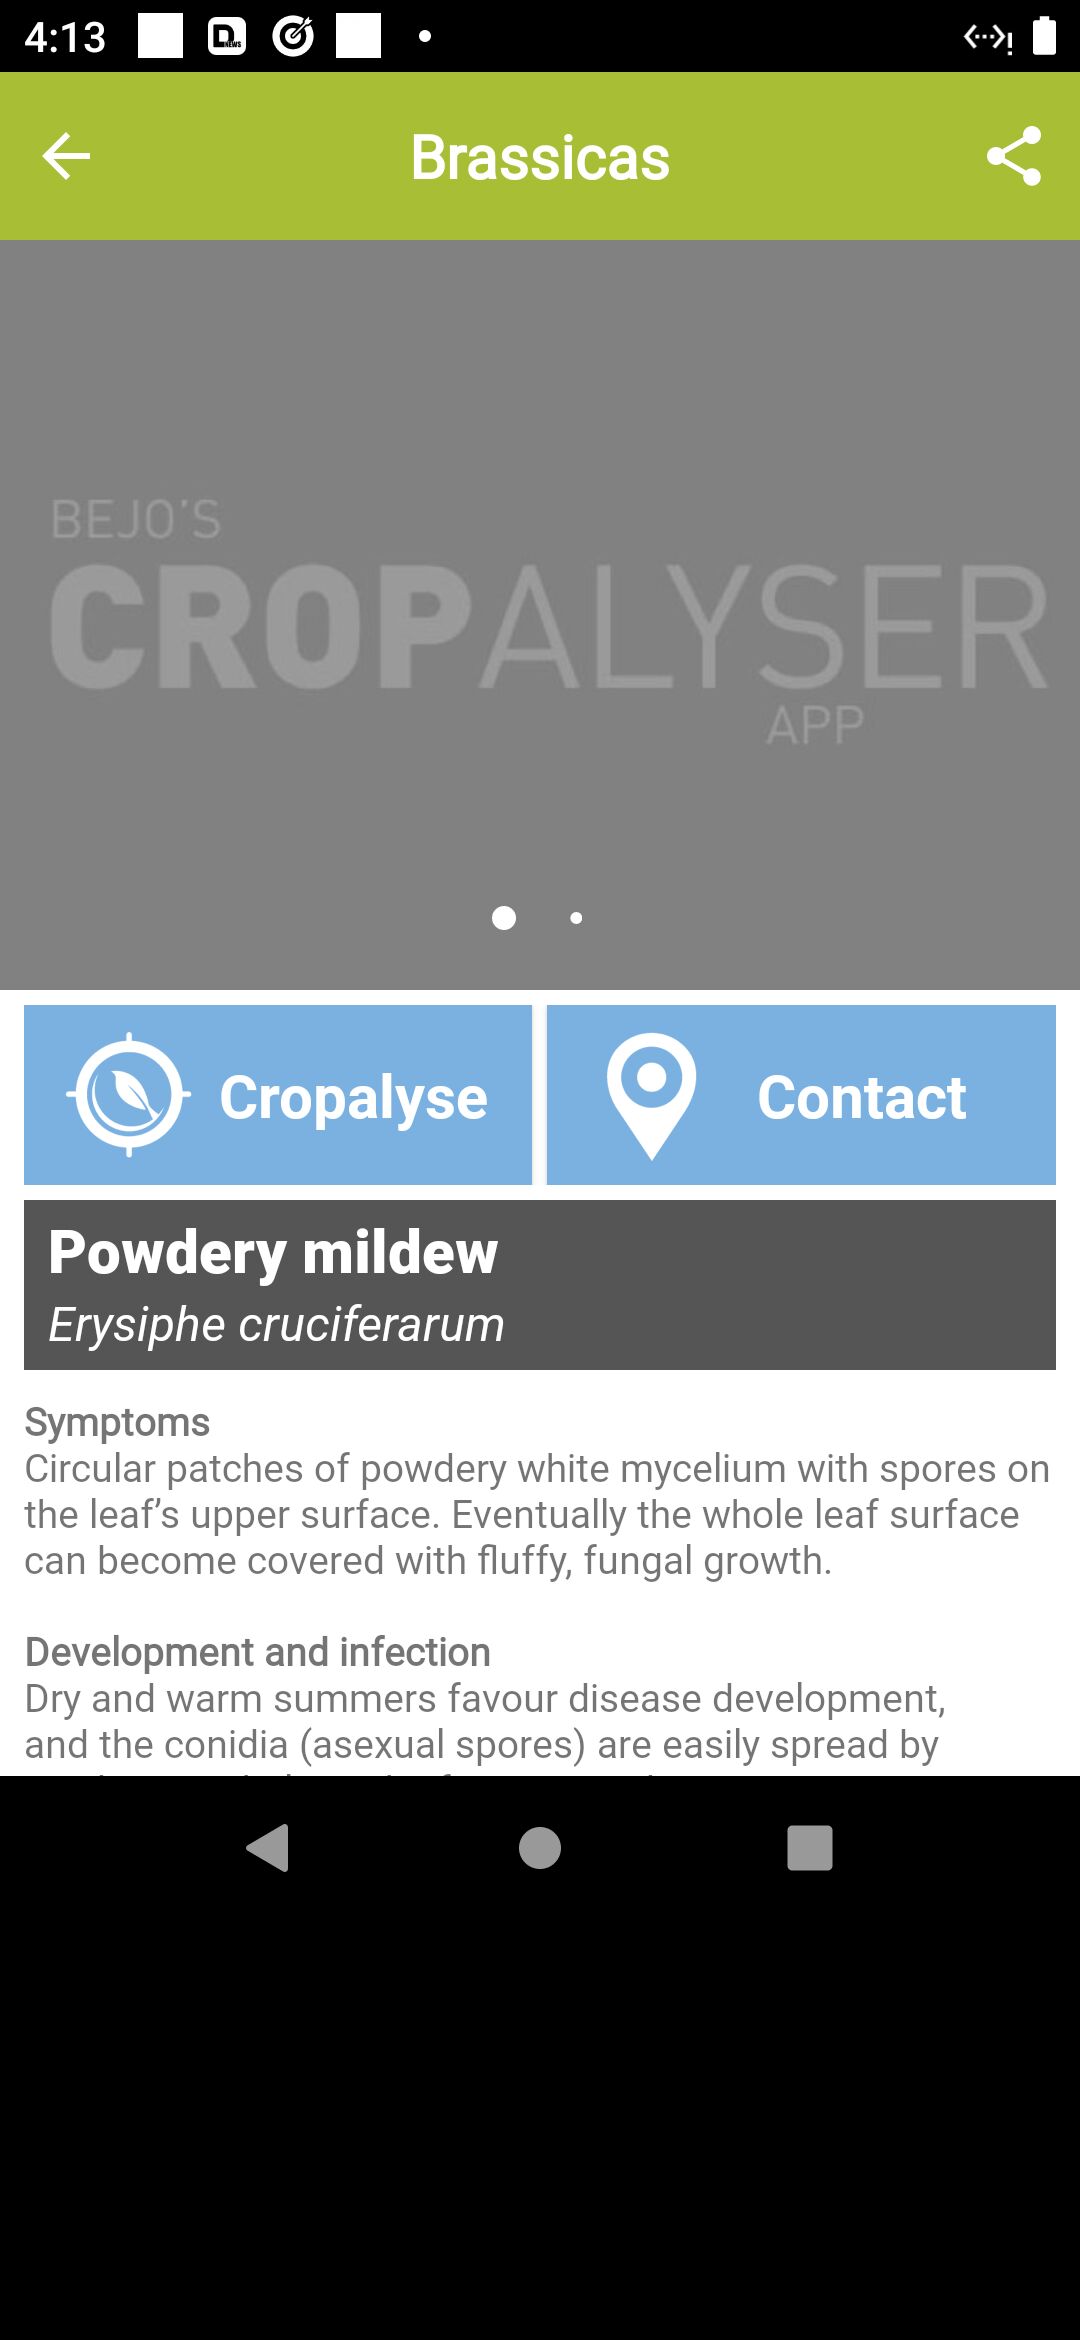 4:13
D NEWS
Brassicas
BEJO'S
CROPALYSER
APP
Cropalyse
Contact
Powdery mildew
Erysiphe cruciferarum
Symptoms
Circular patches of powdery white mycelium with spores on
the leaf’s upper surface. Eventually the whole leaf surface
can become covered with fluffy, fungal growth.
Development and infection
Dry and warm summers favour disease development,
and the conidia (asexual spores) are easily spread by